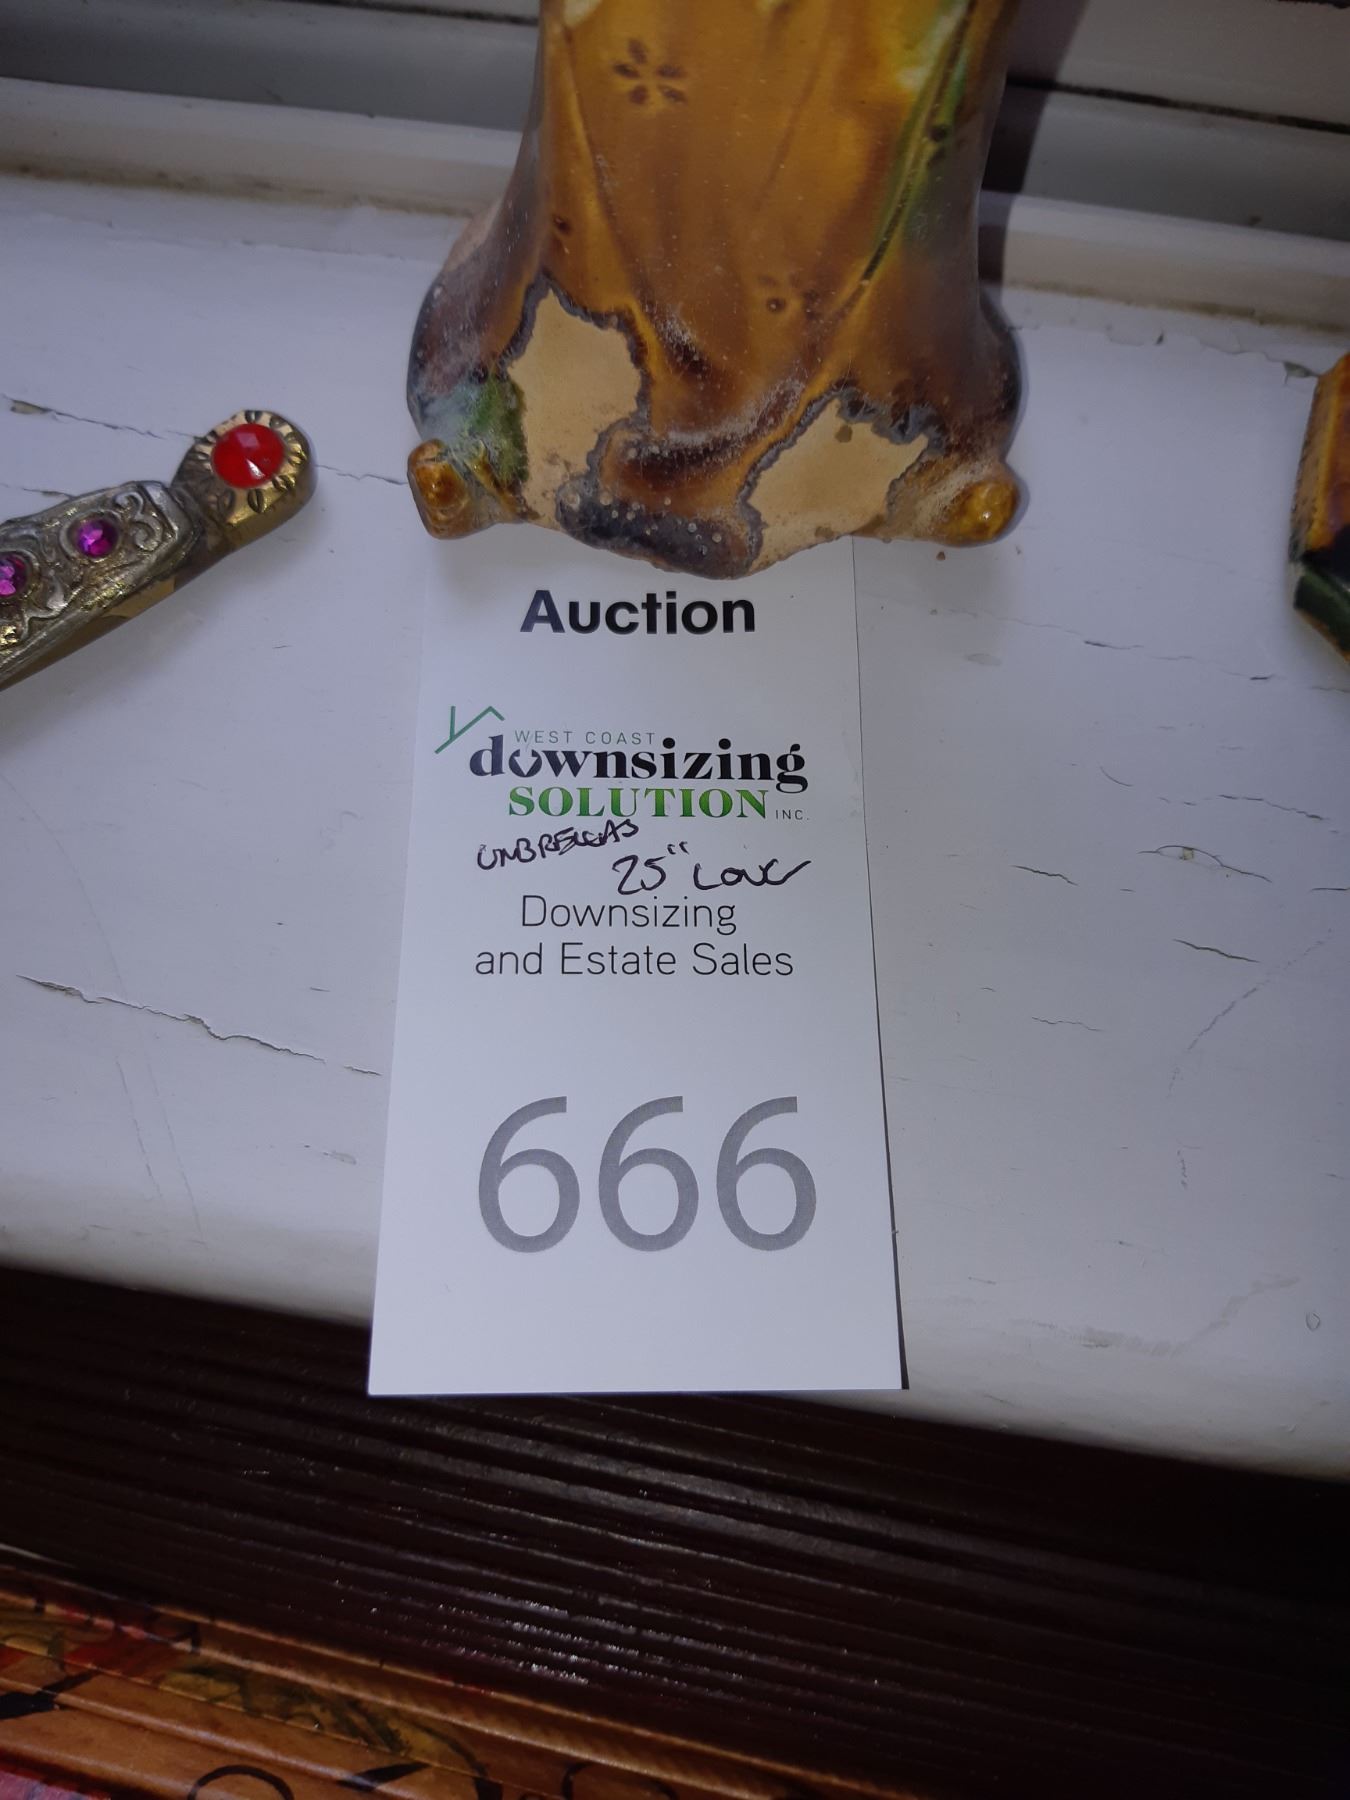 Auction
WEST COAST
downsizing
SOLUTION INC.
UMBRELLAS
25" LONG
Downsizing
and Estate Sales
666